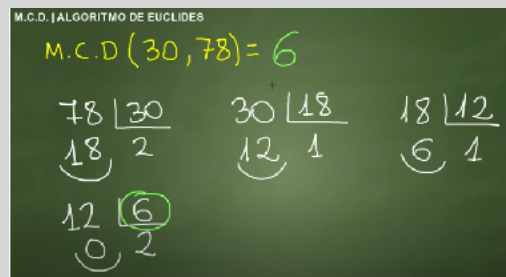 M.C.D. | ALGORITMO DE EUCLIDES
M.C.D (30, 78) = 6
78 30 30 18 18 12
18 2 12 1 6 1
12 6
0 2